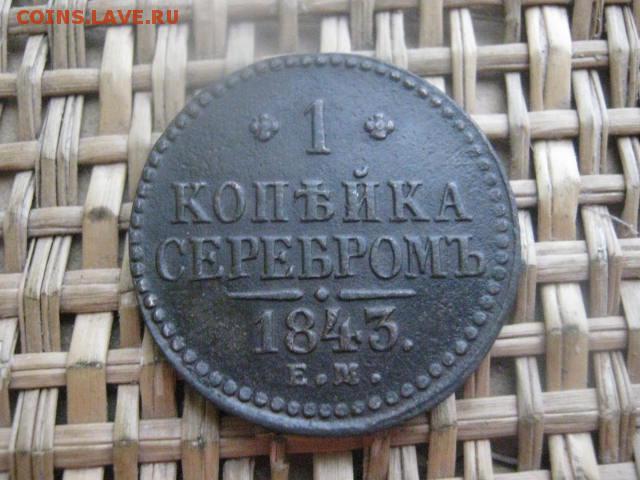 COINS.LAVE.RU
1
КОПѢЙКА
СЕРЕБРОМЪ
1843.
Е.М.